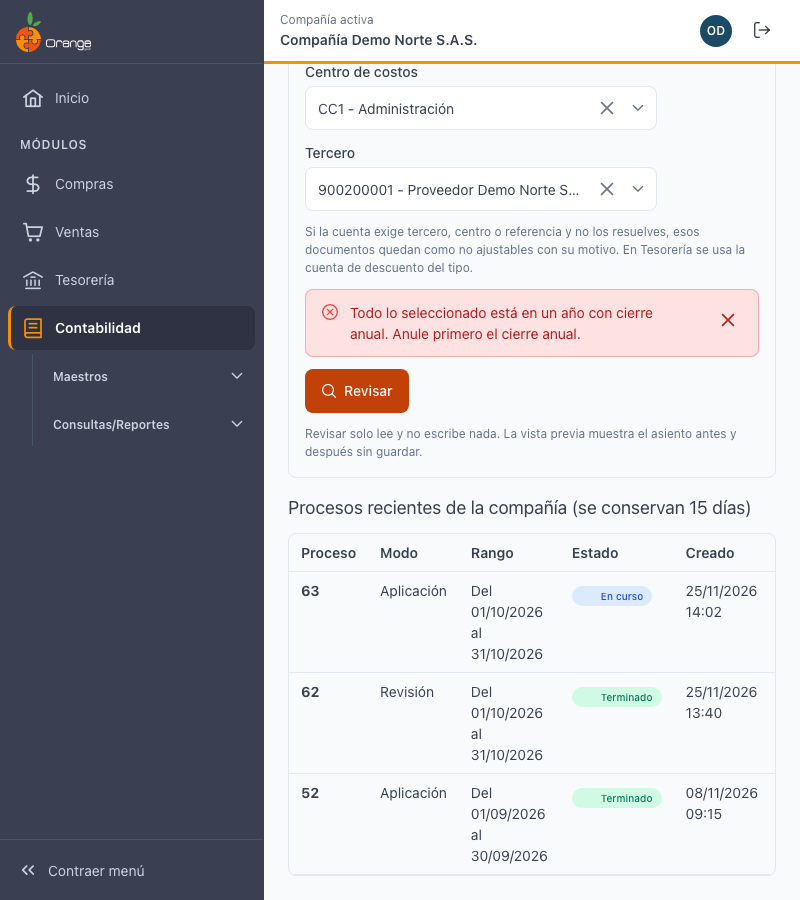 Orange
Inicio
MÓDULOS
Compras
Ventas
Tesorería
Contabilidad
Maestros
Consultas/Reportes
Contraer menú
Compañía activa
Compañía Demo Norte S.A.S.
OD
Centro de costos
CC1 - Administración
Tercero
900200001 - Proveedor Demo Norte S...
Si la cuenta exige tercero, centro o referencia y no los resuelves, esos
documentos quedan como no ajustables con su motivo. En Tesorería se usa la
cuenta de descuento del tipo.
Todo lo seleccionado está en un año con cierre
anual. Anule primero el cierre anual.
Revisar
Revisar solo lee y no escribe nada. La vista previa muestra el asiento antes y
después sin guardar.
Procesos recientes de la compañía (se conservan 15 días)
Proceso Modo Rango Estado Creado
63 Aplicación Del 01/10/2026 al 31/10/2026 En curso 25/11/2026 14:02
62 Revisión Del 01/10/2026 al 31/10/2026 Terminado 25/11/2026 13:40
52 Aplicación Del 01/09/2026 al 30/09/2026 Terminado 08/11/2026 09:15